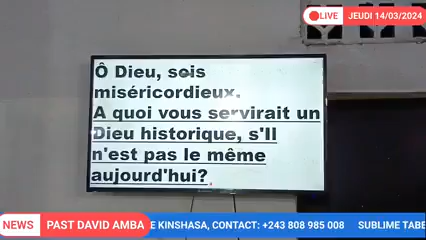 LIVE JEUDI 14/03/2024
Ô Dieu, sois
miséricordieux.
A quoi vous servirait un
Dieu historique, s'Il
n'est pas le même
aujourd'hui?
NEWS PAST DAVID AMBA E KINSHASA, CONTACT: +243 808 985 008 SUBLIME TABE